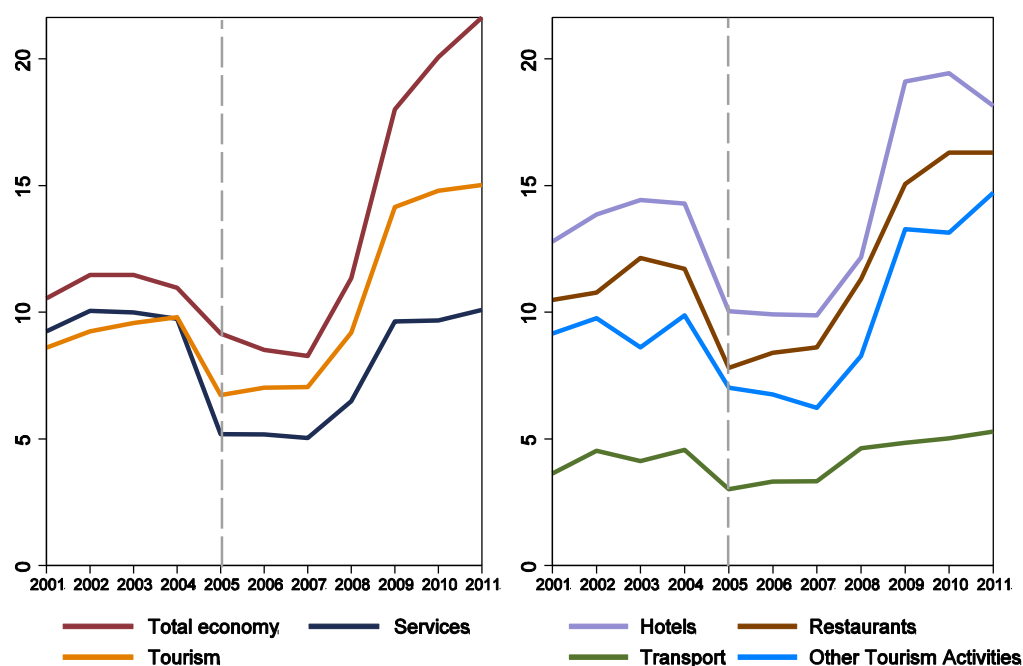 20
15
10
5
0
2001 2002 2003 2004 2005 2006 2007 2008 2009 2010 2011
Total economy Services
Tourism
20
15
10
5
0
2001 2002 2003 2004 2005 2006 2007 2008 2009 2010 2011
Hotels Restaurants
Transport Other Tourism Activities